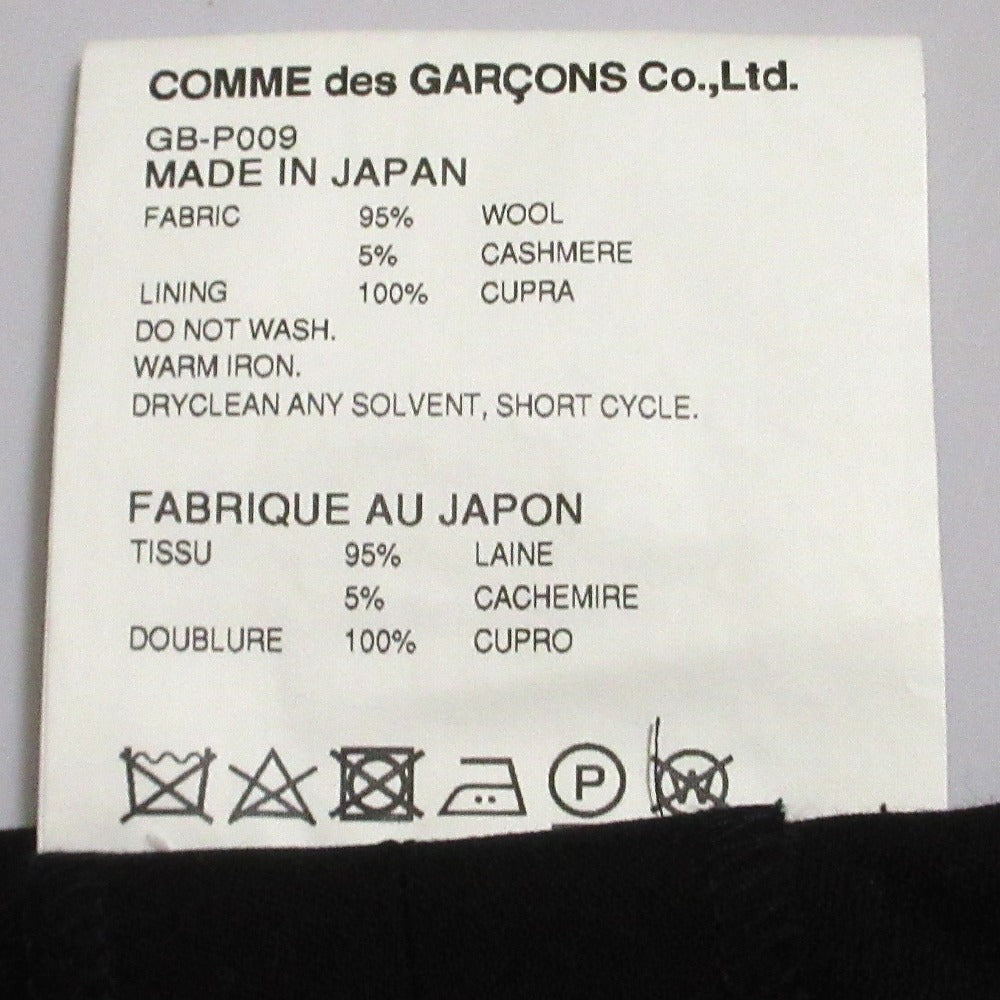 COMME des GARÇONS Co.,Ltd.
GB-P009
MADE IN JAPAN
FABRIC 95% WOOL
5% CASHMERE
LINING 100% CUPRA
DO NOT WASH.
WARM IRON.
DRYCLEAN ANY SOLVENT, SHORT CYCLE.
FABRIQUE AU JAPON
TISSU 95% LAINE
5% CACHEMIRE
DOUBLURE 100% CUPRO
P W